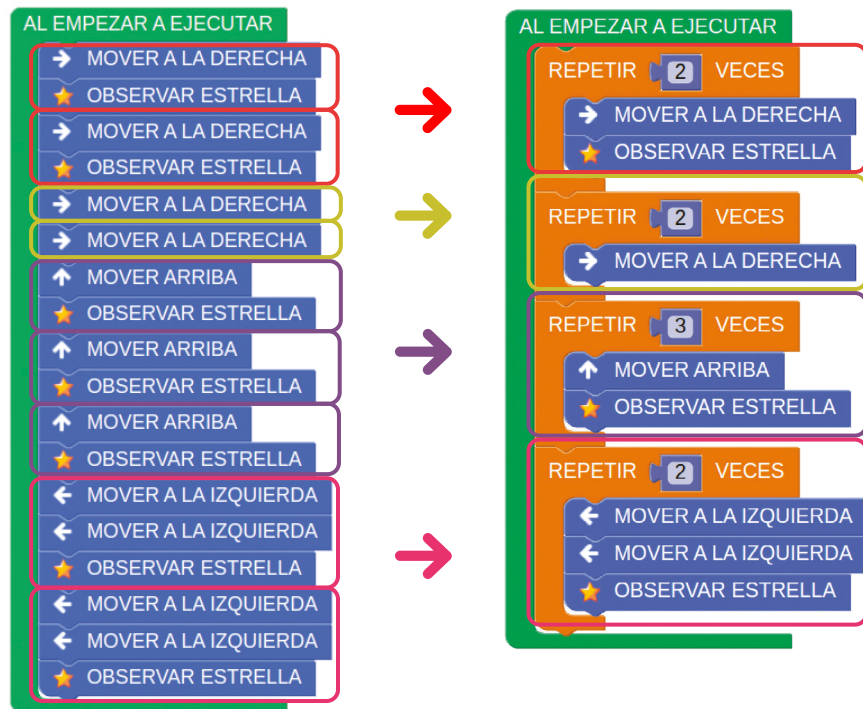 AL EMPEZAR A EJECUTAR
MOVER A LA DERECHA
OBSERVAR ESTRELLA
MOVER A LA DERECHA
OBSERVAR ESTRELLA
MOVER A LA DERECHA
MOVER A LA DERECHA
MOVER ARRIBA
OBSERVAR ESTRELLA
MOVER ARRIBA
OBSERVAR ESTRELLA
MOVER ARRIBA
OBSERVAR ESTRELLA
MOVER A LA IZQUIERDA
MOVER A LA IZQUIERDA
OBSERVAR ESTRELLA
MOVER A LA IZQUIERDA
MOVER A LA IZQUIERDA
OBSERVAR ESTRELLA
AL EMPEZAR A EJECUTAR
REPETIR 2 VECES
MOVER A LA DERECHA
OBSERVAR ESTRELLA
REPETIR 2 VECES
MOVER A LA DERECHA
REPETIR 3 VECES
MOVER ARRIBA
OBSERVAR ESTRELLA
REPETIR 2 VECES
MOVER A LA IZQUIERDA
MOVER A LA IZQUIERDA
OBSERVAR ESTRELLA